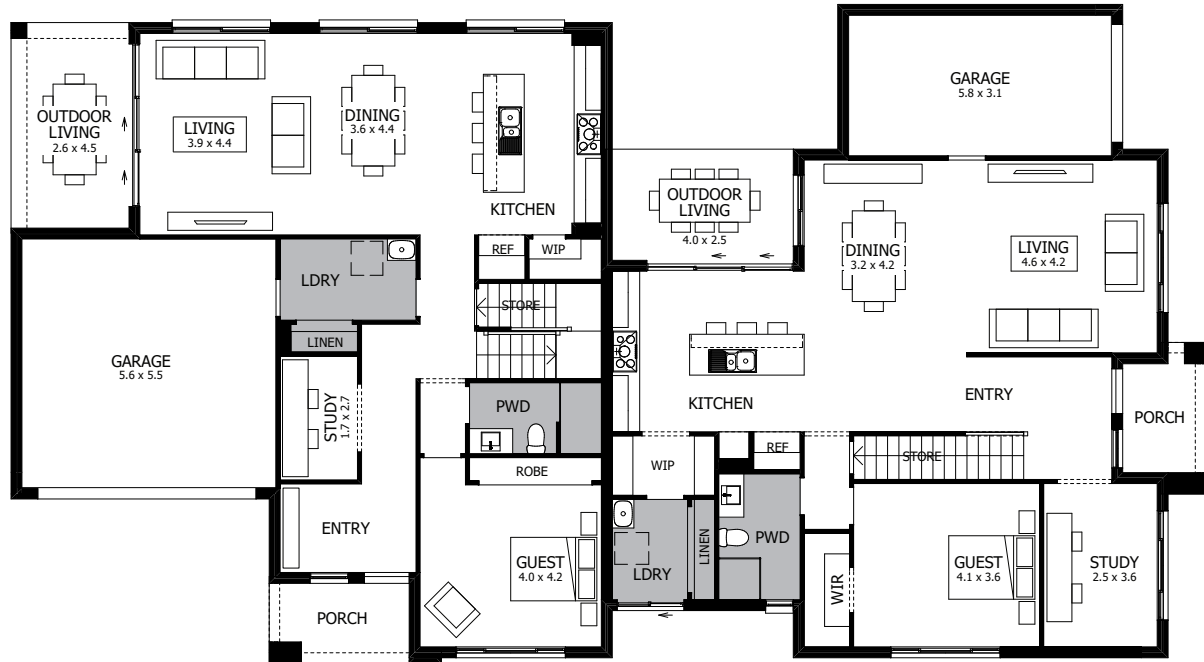 OUTDOOR
LIVING
2.6 x 4.5
LIVING
3.9 x 4.4
DINING
3.6 x 4.4
KITCHEN
REF
WIP
LDRY
LINEN
STORE
GARAGE
5.6 x 5.5
STUDY
1.7 x 2.7
PWD
ROBE
ENTRY
GUEST
4.0 x 4.2
PORCH
GARAGE
5.8 x 3.1
OUTDOOR
LIVING
4.0 x 2.5
DINING
3.2 x 4.2
LIVING
4.6 x 4.2
KITCHEN
ENTRY
PORCH
WIP
REF
STORE
LDRY
LINEN
PWD
WIR
GUEST
4.1 x 3.6
STUDY
2.5 x 3.6